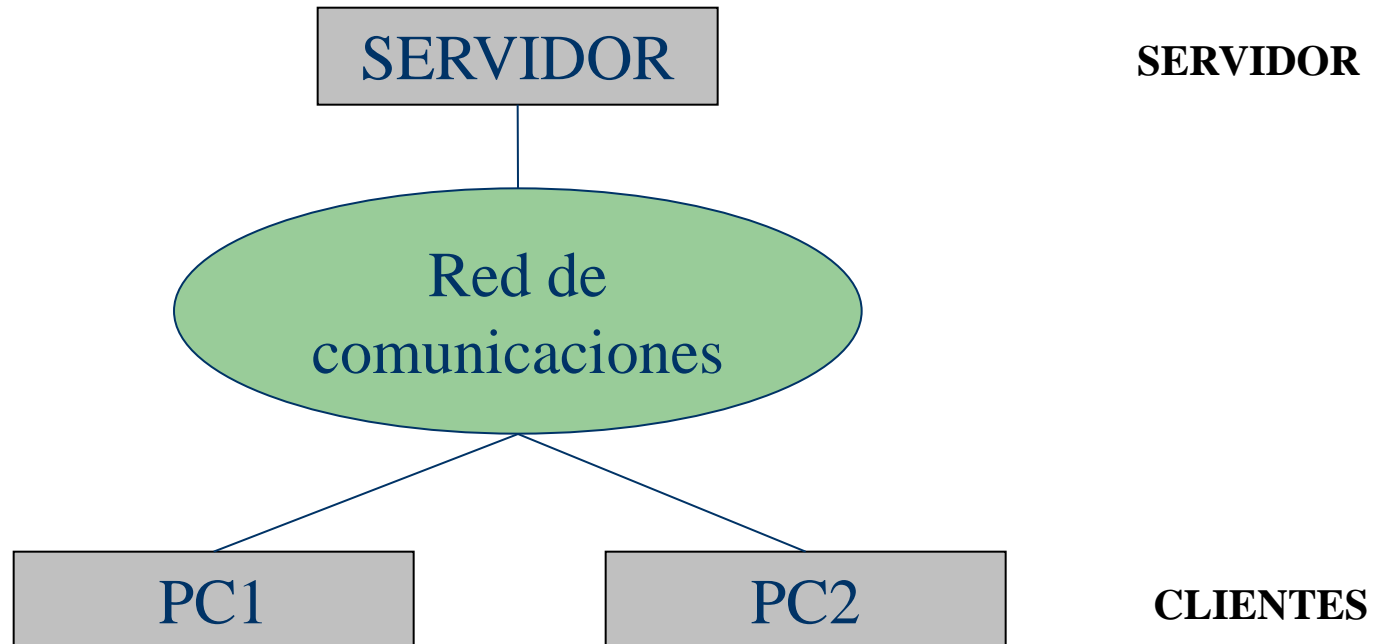 SERVIDOR
SERVIDOR
Red de
comunicaciones
PC1
PC2
CLIENTES